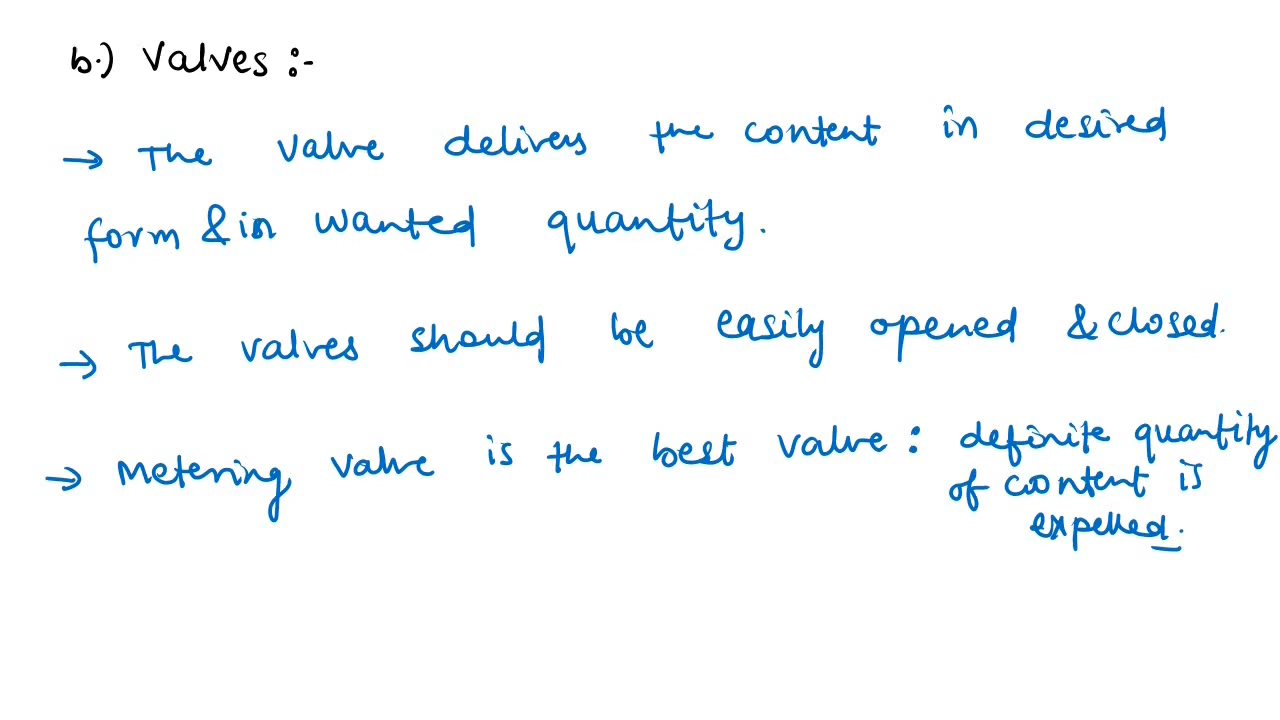 b.) Valves :-
→ The valve delivers the content in desired
form & in wanted quantity.
→ The valves should be easily opened & closed.
→ Metering valve is the best valve : definite quantity
of content is
expelled.